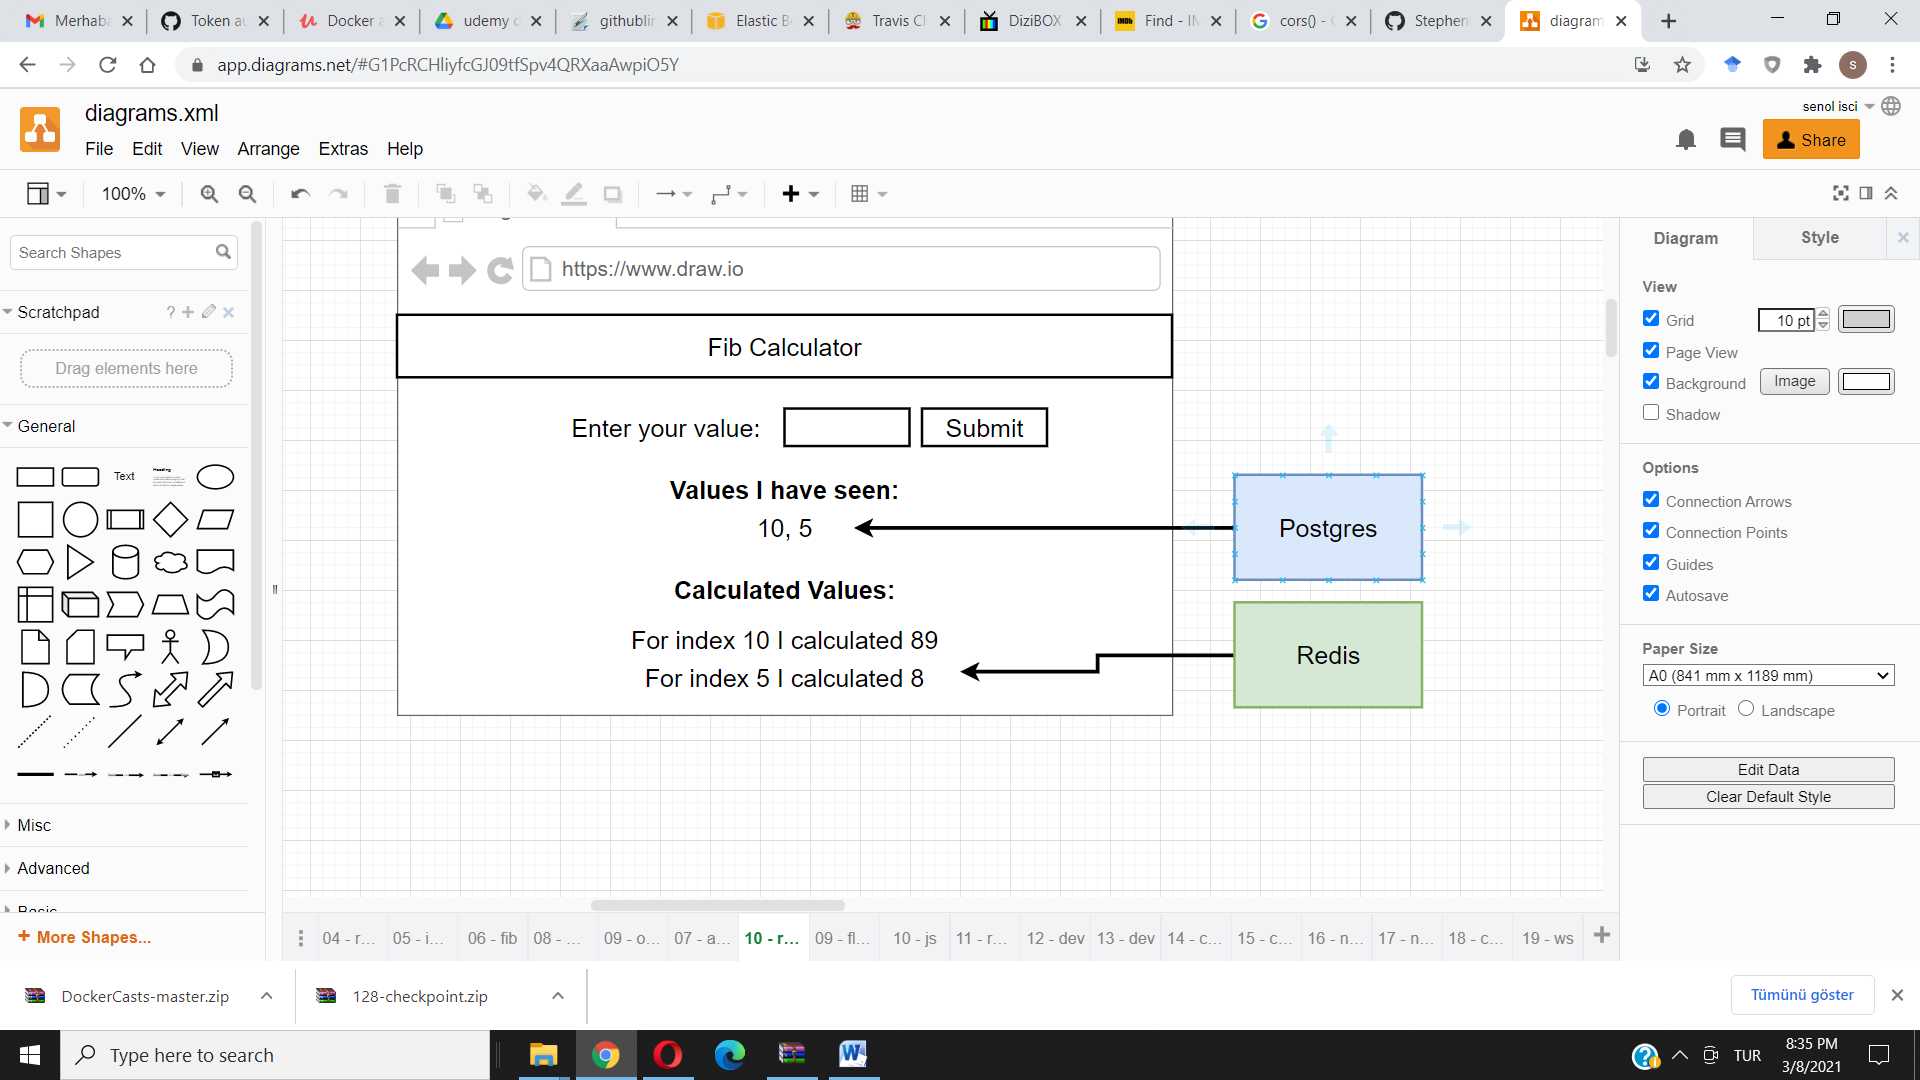 Merhaba
Token au
Docker a
udemy d
githublin
Elastic Be
Travis CI
DiziBOX
Find - IM
cors() - G
Stephen
diagram
app.diagrams.net/#G1PcRCHliyfcGJ09tfSpv4QRXaaAwpiO5Y
S
diagrams.xml
senol isci
File Edit View Arrange Extras Help
Share
100%
Search Shapes
Scratchpad
?
Drag elements here
General
Text
Heading
Misc
Advanced
Basic
More Shapes...
https://www.draw.io
Fib Calculator
Enter your value:
Submit
Values I have seen:
10, 5
Postgres
Calculated Values:
For index 10 I calculated 89
For index 5 I calculated 8
Redis
Diagram
Style
View
Grid
10 pt
Page View
Background
Image
Shadow
Options
Connection Arrows
Connection Points
Guides
Autosave
Paper Size
A0 (841 mm x 1189 mm)
Portrait
Landscape
Edit Data
Clear Default Style
04 - r...
05 - i...
06 - fib
08 - ...
09 - o...
07 - a...
10 - r...
09 - fl...
10 - js
11 - r...
12 - dev
13 - dev
14 - c...
15 - c...
16 - n...
17 - n...
18 - c...
19 - ws
DockerCasts-master.zip
128-checkpoint.zip
Tümünü göster
Type here to search
TUR
8:35 PM
3/8/2021